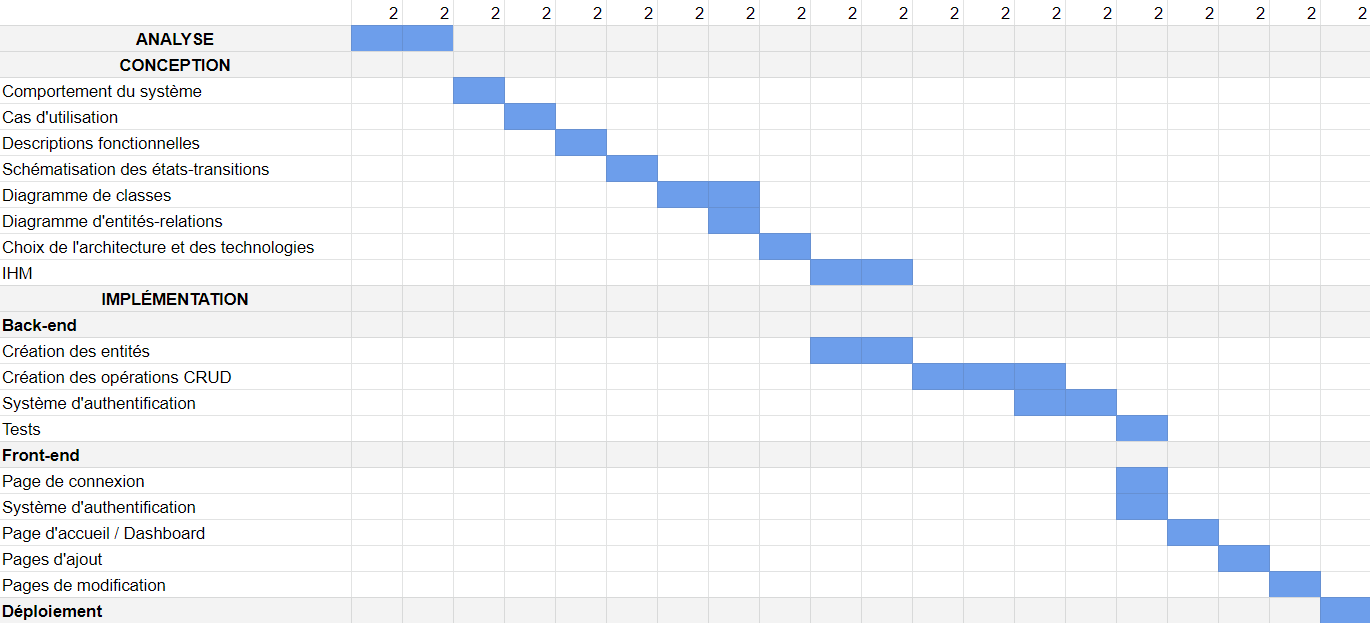 2 2 2 2 2 2 2 2 2 2 2 2 2 2 2 2 2 2 2 2
ANALYSE
CONCEPTION
Comportement du système
Cas d'utilisation
Descriptions fonctionnelles
Schématisation des états-transitions
Diagramme de classes
Diagramme d'entités-relations
Choix de l'architecture et des technologies
IHM
IMPLÉMENTATION
Back-end
Création des entités
Création des opérations CRUD
Système d'authentification
Tests
Front-end
Page de connexion
Système d'authentification
Page d'accueil / Dashboard
Pages d'ajout
Pages de modification
Déploiement